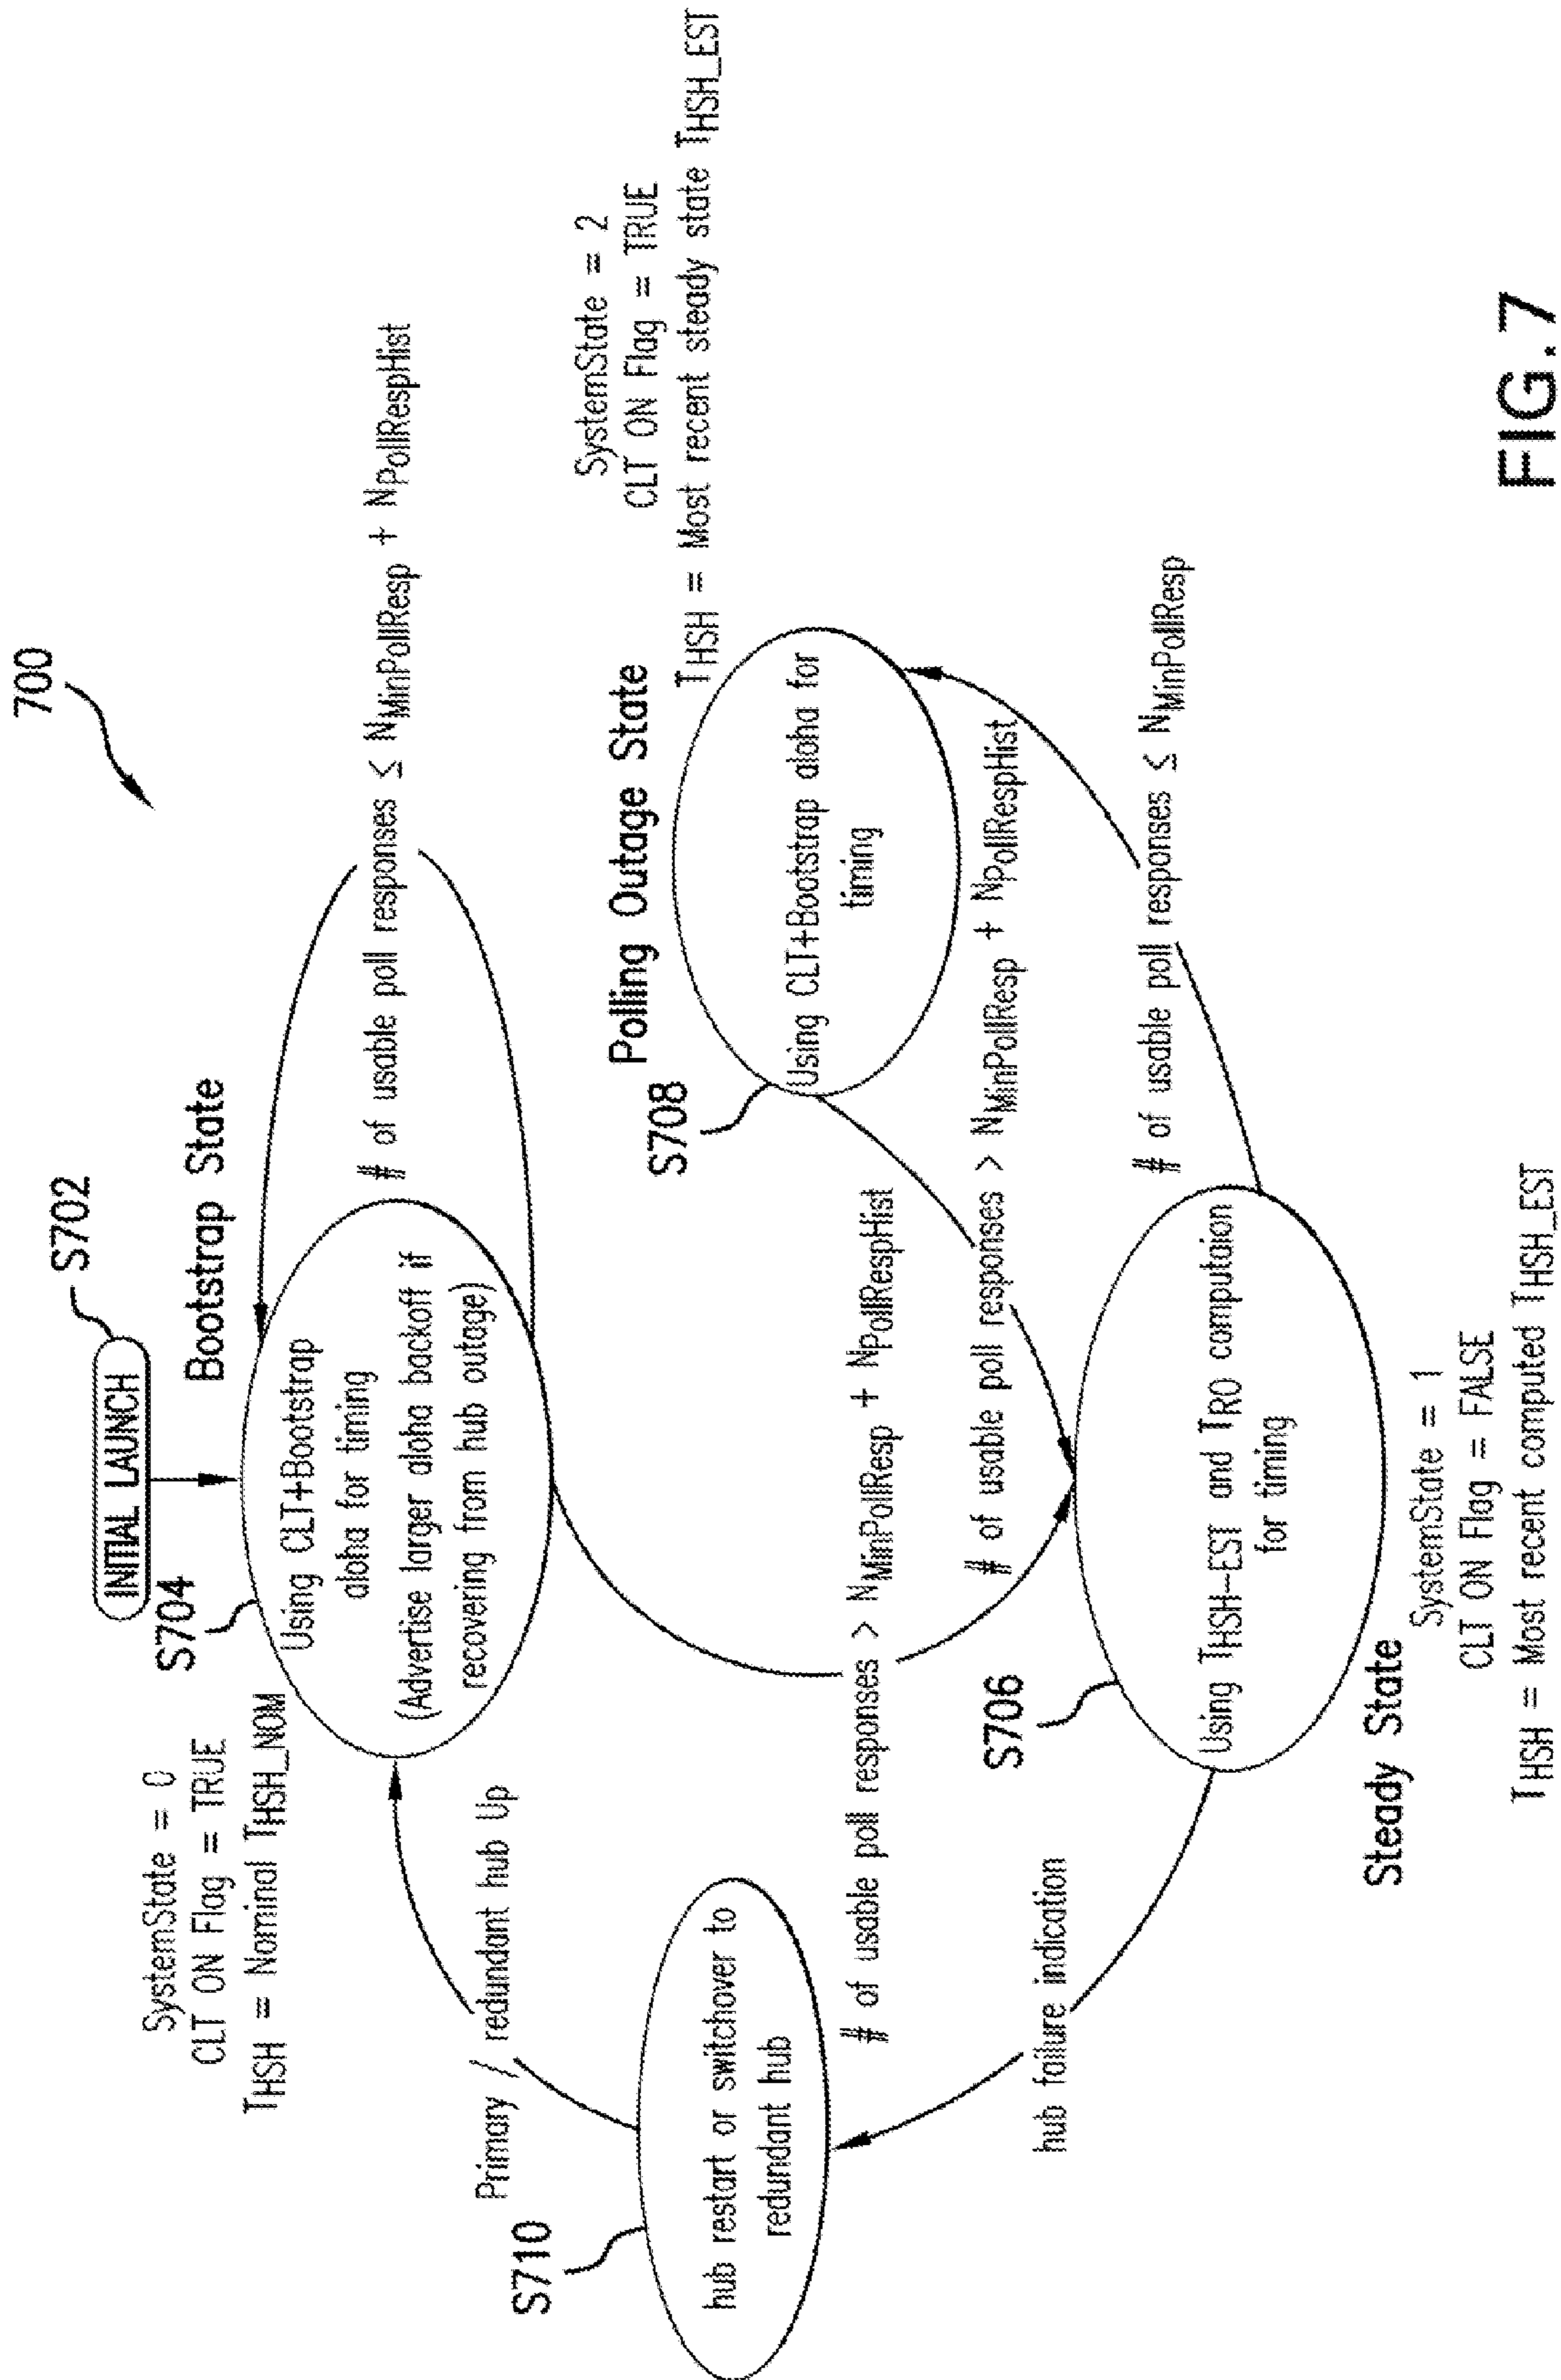 700
INITIAL LAUNCH
S702
SystemState = 0
CLT ON Flag = TRUE
THSH = Nominal THSH_NOM
S704
Bootstrap State
Using CLT+Bootstrap
aloha for timing
(Advertise larger aloha backoff if
recovering from hub outage)
# of usable poll responses ≤ NMinPollResp + NPollRespHist
Primary / redundant hub Up
S710
hub restart or switchover to
redundant hub
SystemState = 2
CLT ON Flag = TRUE
THSH = Most recent steady state THSH_EST
Polling Outage State
S708
Using CLT+Bootstrap aloha for
timing
# of usable poll responses > NMinPollResp + NPollRespHist
# of usable poll responses > NMinPollResp + NPollRespHist
hub failure indication
# of usable poll responses ≤ NMinPollResp
S706
Using THSH-EST and TRO computaion
for timing
Steady State
SystemState = 1
CLT ON Flag = FALSE
THSH = Most recent computed THSH_EST
FIG.7